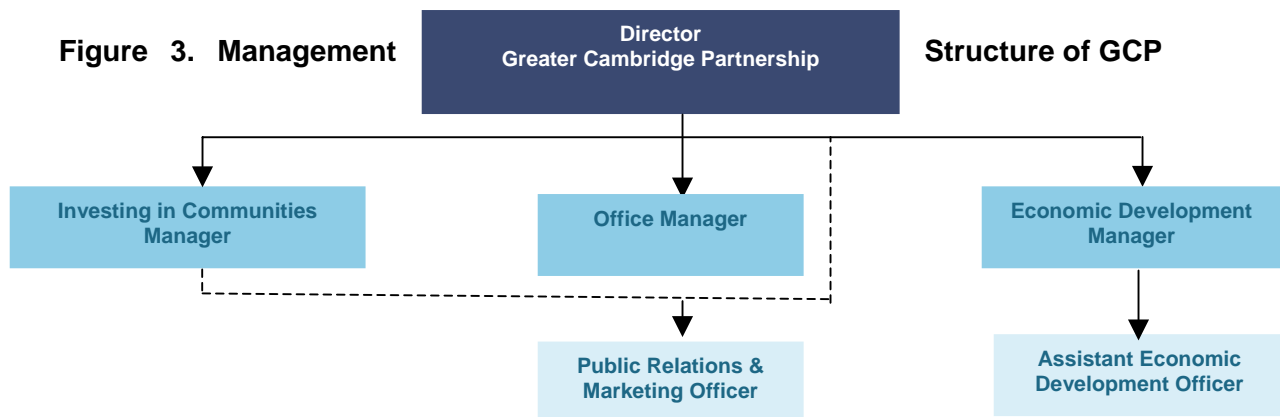 Figure 3. Management Structure of GCP
Director
Greater Cambridge Partnership
Investing in Communities
Manager
Office Manager
Economic Development
Manager
Public Relations &
Marketing Officer
Assistant Economic
Development Officer